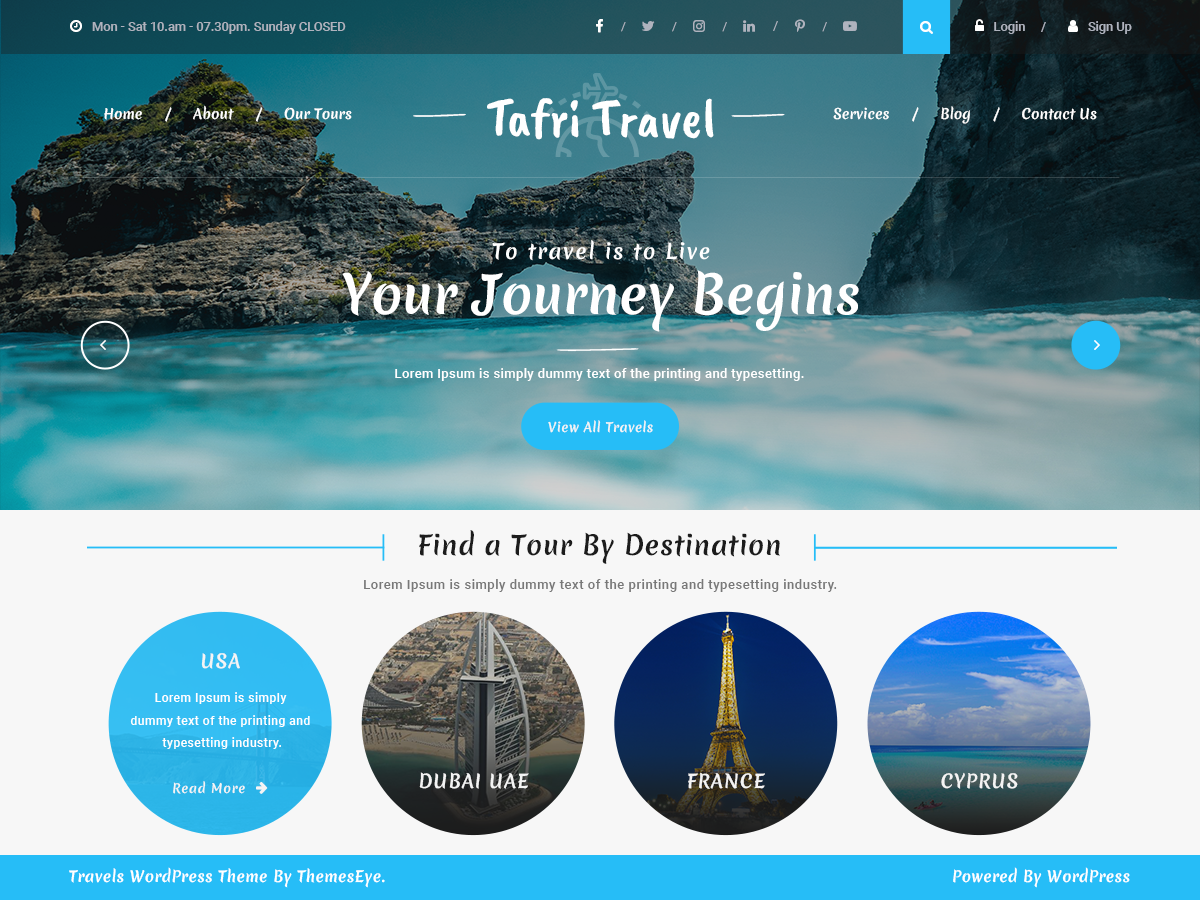 Mon - Sat 10.am - 07.30pm. Sunday CLOSED
/ / / / /
Login / Sign Up
Home / About / Our Tours
Tafri Travel
Services / Blog / Contact Us
To travel is to Live
Your Journey Begins
Lorem Ipsum is simply dummy text of the printing and typesetting.
View All Travels
Find a Tour By Destination
Lorem Ipsum is simply dummy text of the printing and typesetting industry.
USA
Lorem Ipsum is simply
dummy text of the printing and
typesetting industry.
Read More
DUBAI UAE
FRANCE
CYPRUS
Travels WordPress Theme By ThemesEye.
Powered By WordPress